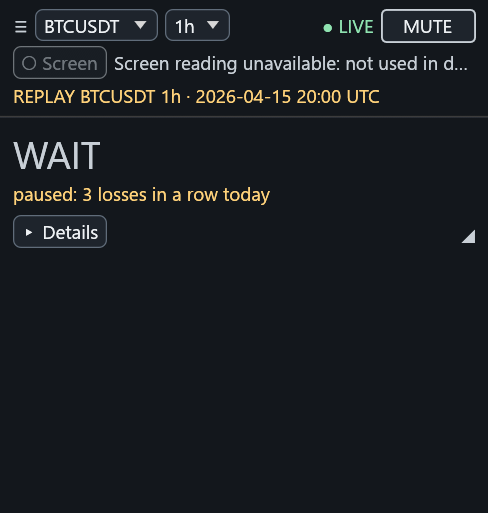 BTCUSDT 1h LIVE MUTE
Screen Screen reading unavailable: not used in d...
REPLAY BTCUSDT 1h · 2026-04-15 20:00 UTC
WAIT
paused: 3 losses in a row today
Details